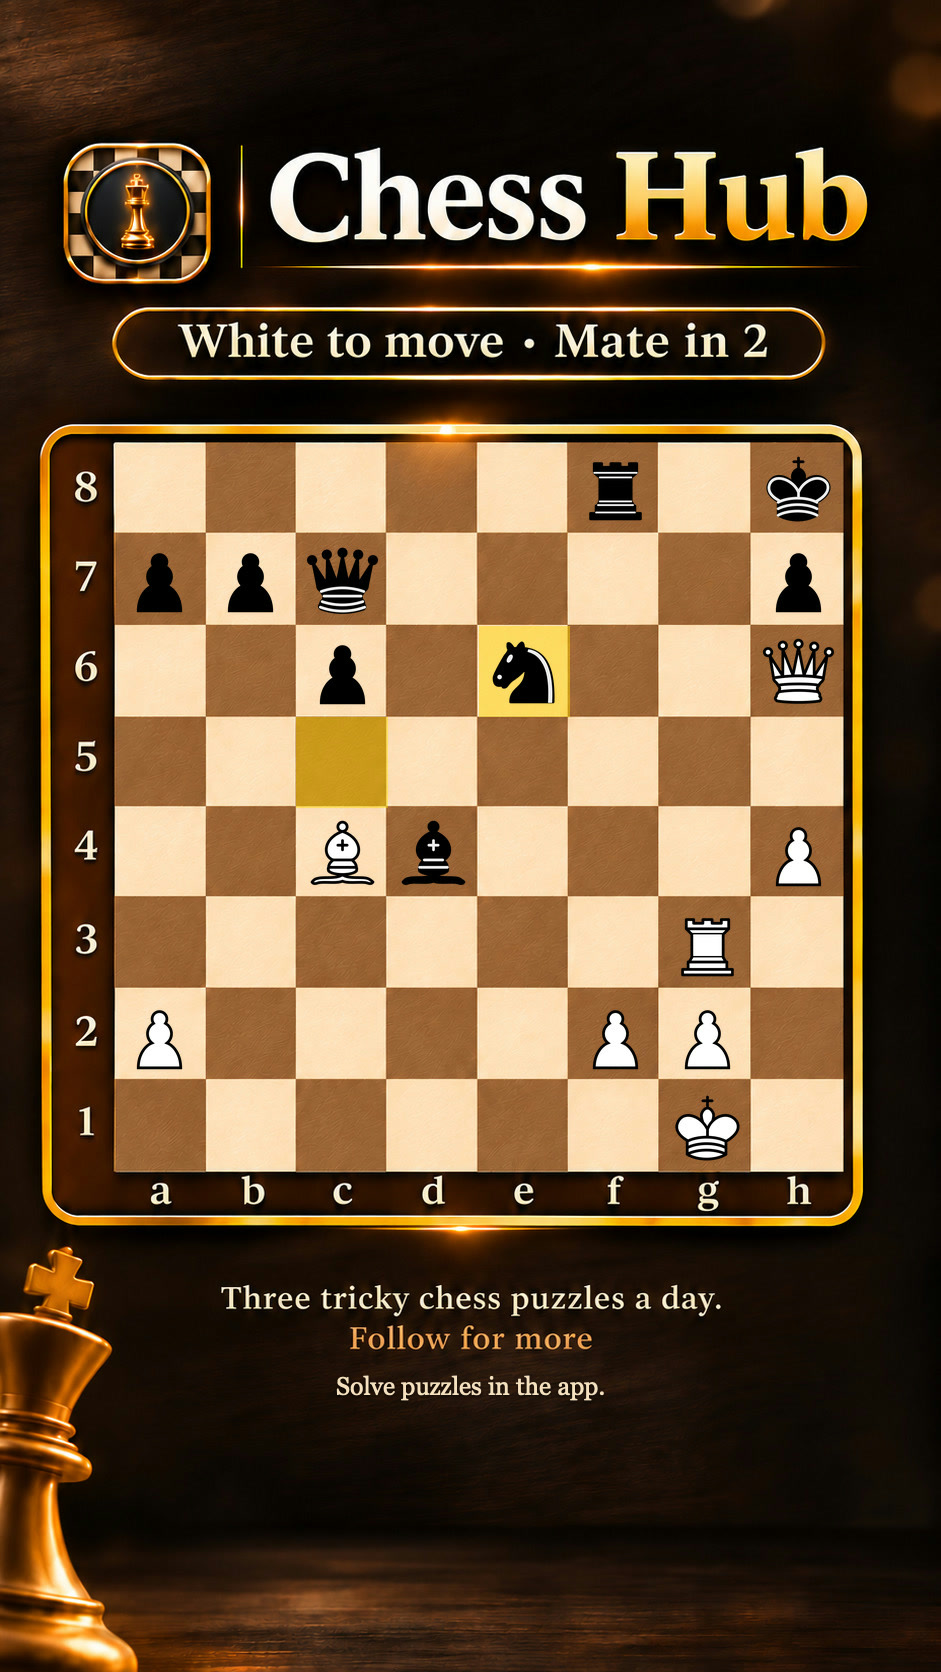 Chess Hub
White to move • Mate in 2
8
7
6
5
4
3
2
1
a b c d e f g h
Three tricky chess puzzles a day.
Follow for more
Solve puzzles in the app.